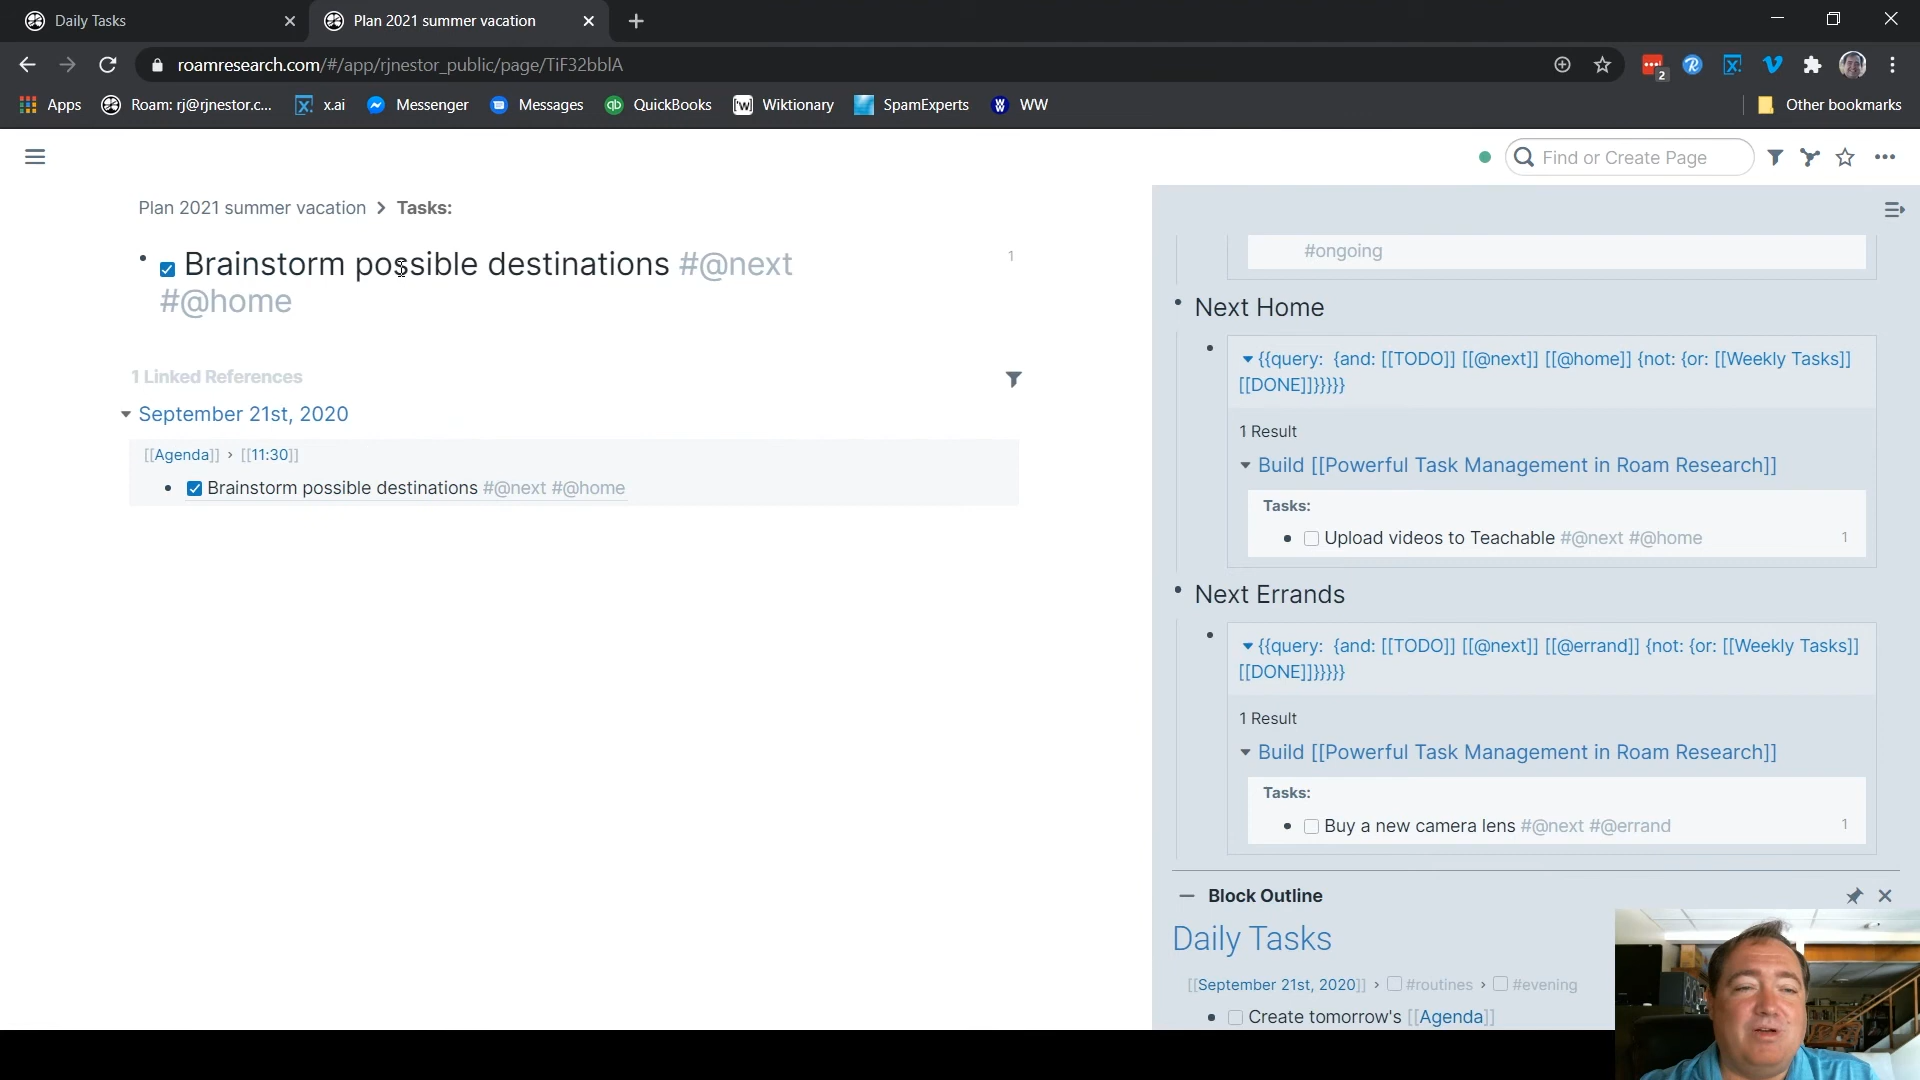 Daily Tasks
Plan 2021 summer vacation
roamresearch.com/#/app/rjnestor_public/page/TiF32bblA
2
Apps
Roam: rj@rjnestor.c...
x.ai
Messenger
Messages
QuickBooks
Wiktionary
SpamExperts
WW
Other bookmarks
Find or Create Page
Plan 2021 summer vacation > Tasks:
Brainstorm possible destinations #@next
#@home
1
1 Linked References
September 21st, 2020
[[Agenda]] › [[11:30]]
Brainstorm possible destinations #@next #@home
#ongoing
Next Home
{{query: {and: [[TODO]] [[@next]] [[@home]] {not: {or: [[Weekly Tasks]]
[[DONE]]}}}}}
1 Result
Build [[Powerful Task Management in Roam Research]]
Tasks:
Upload videos to Teachable #@next #@home
1
Next Errands
{{query: {and: [[TODO]] [[@next]] [[@errand]] {not: {or: [[Weekly Tasks]]
[[DONE]]}}}}}
1 Result
Build [[Powerful Task Management in Roam Research]]
Tasks:
Buy a new camera lens #@next #@errand
1
Block Outline
Daily Tasks
[[September 21st, 2020]] › #routines › #evening
Create tomorrow's [[Agenda]]